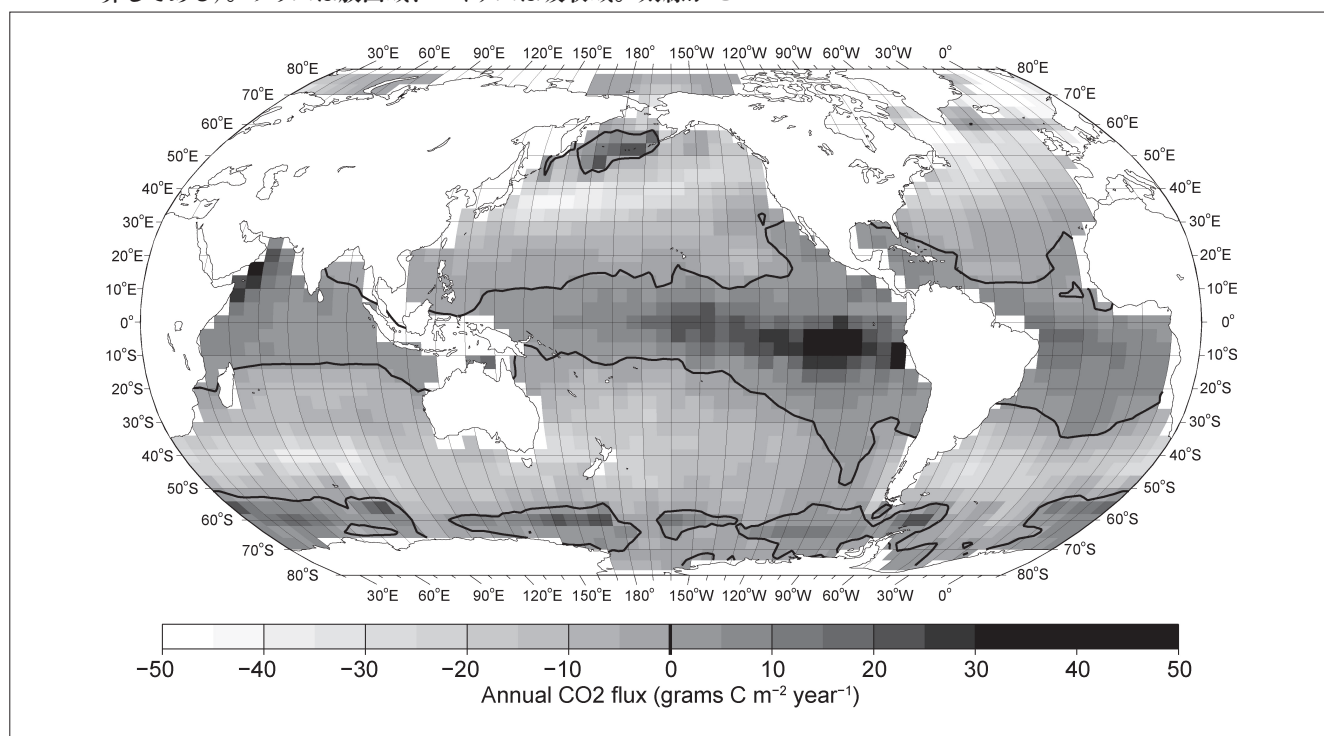 30°E 60°E 90°E 120°E 150°E 180° 150°W 120°W 90°W 60°W 30°W 0°
80°E 80°E
70°E 70°E
60°E 60°E
50°E 50°E
40°E 40°E
30°E 30°E
20°E 20°E
10°E 10°E
0° 0°
10°S 10°S
20°S 20°S
30°S 30°S
40°S 40°S
50°S 50°S
60°S 60°S
70°S 70°S
80°S 80°S
30°E 60°E 90°E 120°E 150°E 180° 150°W 120°W 90°W 60°W 30°W 0°
−50 −40 −30 −20 −10 0 10 20 30 40 50
Annual CO2 flux (grams C m⁻² year⁻¹)